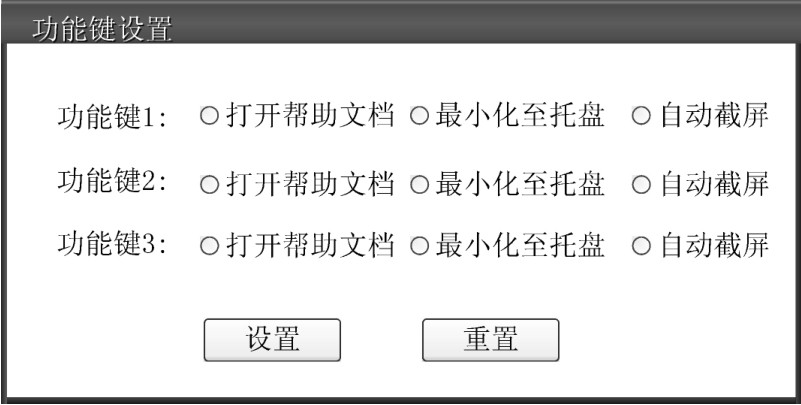 功能键设置
功能键1: 打开帮助文档 最小化至托盘 自动截屏
功能键2: 打开帮助文档 最小化至托盘 自动截屏
功能键3: 打开帮助文档 最小化至托盘 自动截屏
设置 重置